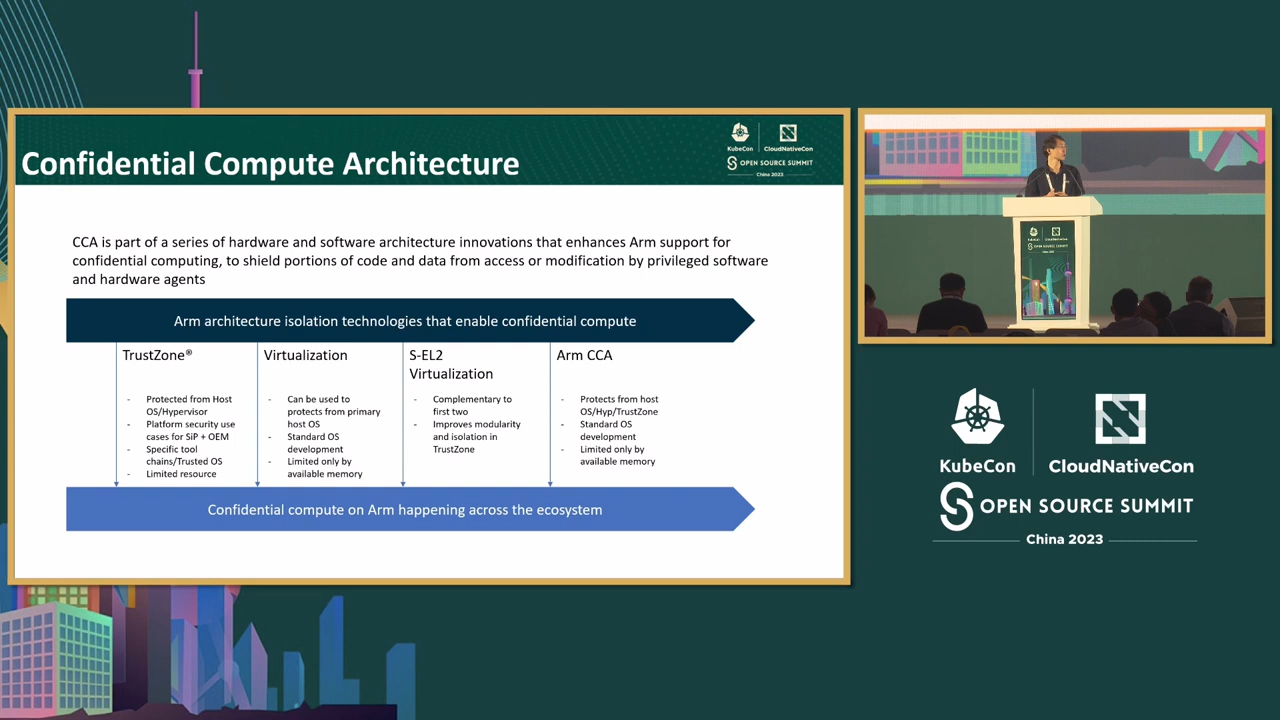 Confidential Compute Architecture
KubeCon
CloudNativeCon
OPEN SOURCE SUMMIT
China 2023
CCA is part of a series of hardware and software architecture innovations that enhances Arm support for
confidential computing, to shield portions of code and data from access or modification by privileged software
and hardware agents
Arm architecture isolation technologies that enable confidential compute
TrustZone®
- Protected from Host
OS/Hypervisor
- Platform security use
cases for SiP + OEM
- Specific tool
chains/Trusted OS
- Limited resource
Virtualization
- Can be used to
protects from primary
host OS
- Standard OS
development
- Limited only by
available memory
S-EL2
Virtualization
- Complementary to
first two
- Improves modularity
and isolation in
TrustZone
Arm CCA
- Protects from host
OS/Hyp/TrustZone
- Standard OS
development
- Limited only by
available memory
Confidential compute on Arm happening across the ecosystem
KubeCon
CloudNativeCon
OPEN SOURCE SUMMIT
China 2023